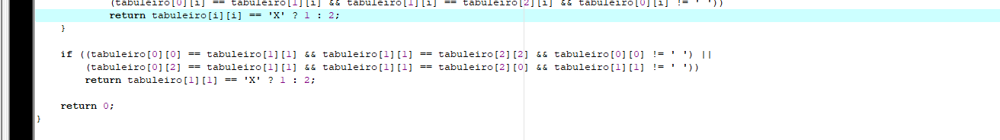 (tabuleiro[0][i] == tabuleiro[1][i] && tabuleiro[1][i] == tabuleiro[2][i] && tabuleiro[0][i] != ' '))
return tabuleiro[i][i] == 'X' ? 1 : 2;
}
if ((tabuleiro[0][0] == tabuleiro[1][1] && tabuleiro[1][1] == tabuleiro[2][2] && tabuleiro[0][0] != ' ') ||
(tabuleiro[0][2] == tabuleiro[1][1] && tabuleiro[1][1] == tabuleiro[2][0] && tabuleiro[1][1] != ' '))
return tabuleiro[1][1] == 'X' ? 1 : 2;
return 0;
}